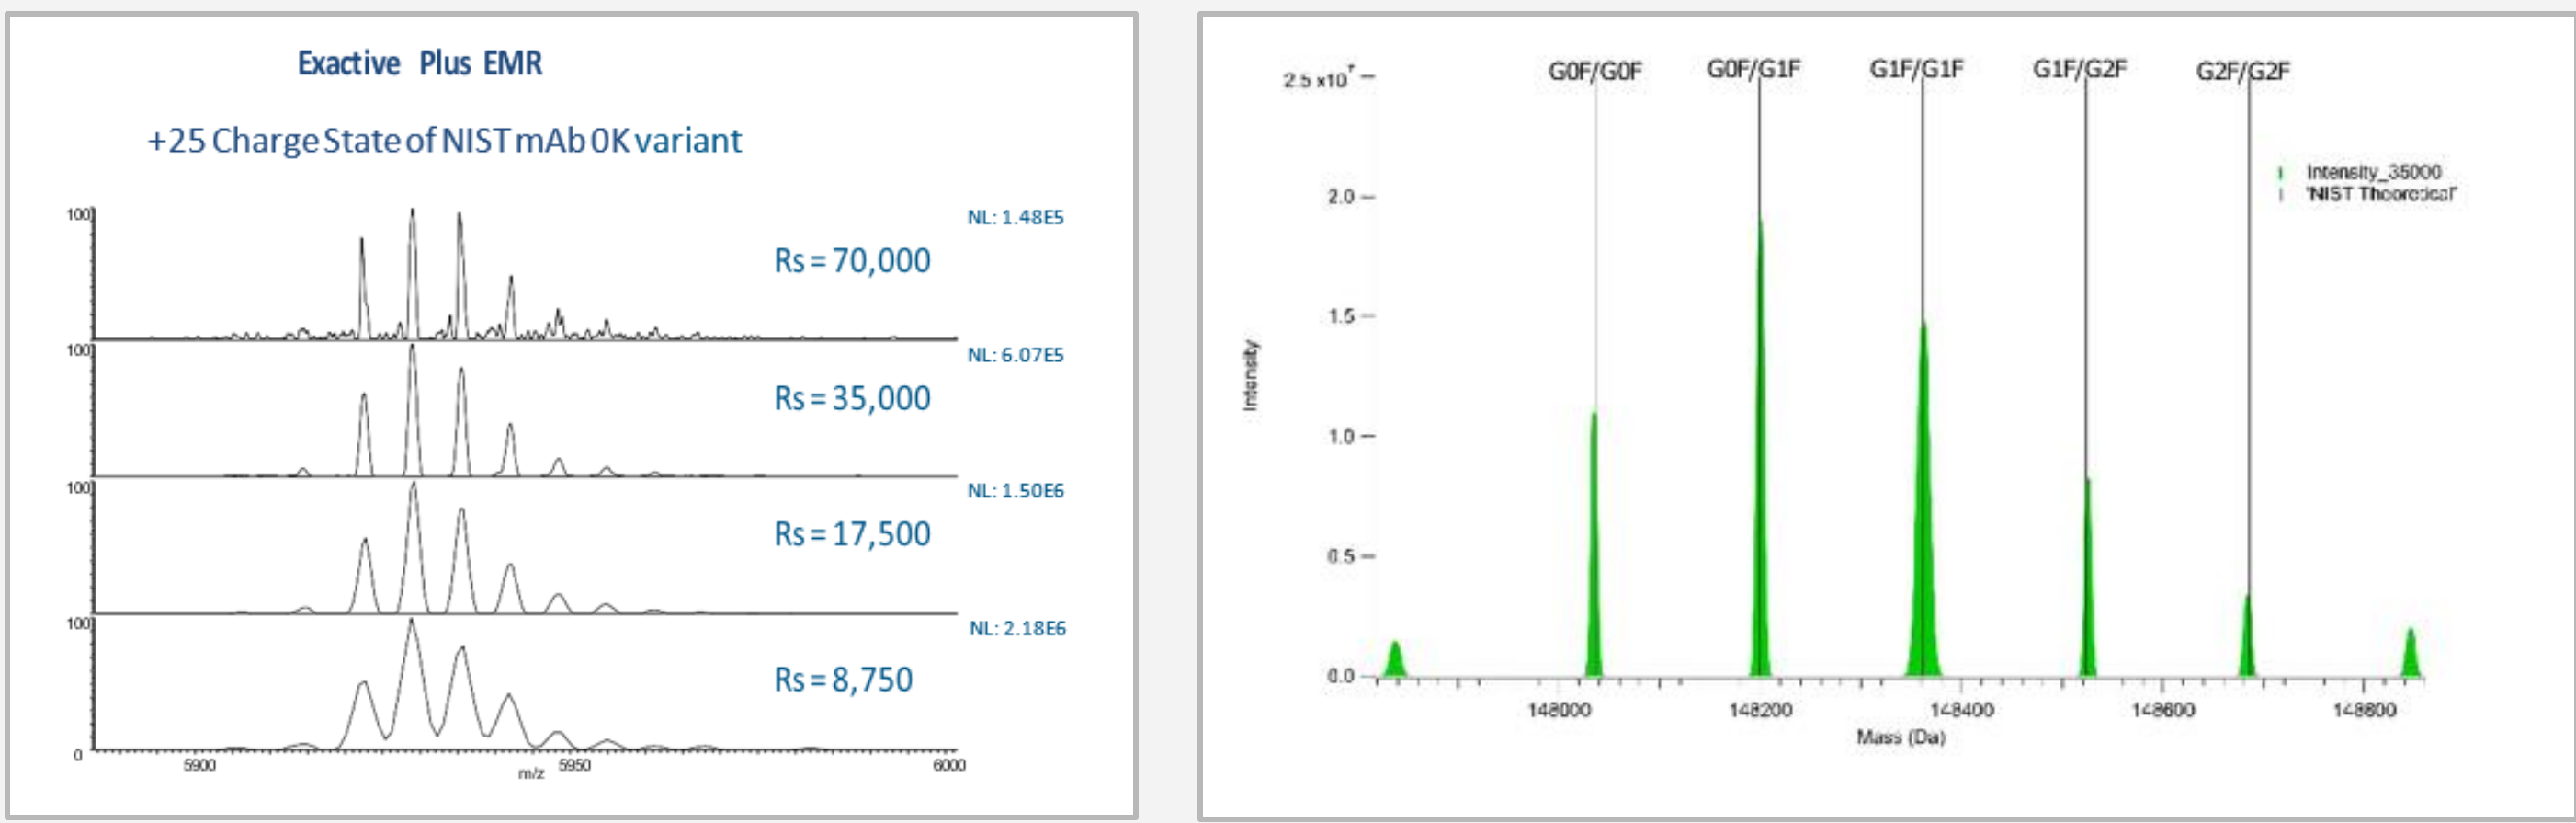 Exactive Plus EMR
+25 Charge State of NIST mAb 0K variant
100
NL: 1.48E5
Rs = 70,000
100
NL: 6.07E5
Rs = 35,000
100
NL: 1.50E6
Rs = 17,500
100
NL: 2.18E6
Rs = 8,750
0
5900
5950
6000
m/z
G0F/G0F
G0F/G1F
G1F/G1F
G1F/G2F
G2F/G2F
2.5 x10⁷
2.0
1.5
1.0
0.5
0.0
Intensity
Intensity_35000
'NIST Theoretical'
148000
148200
148400
148600
148800
Mass (Da)